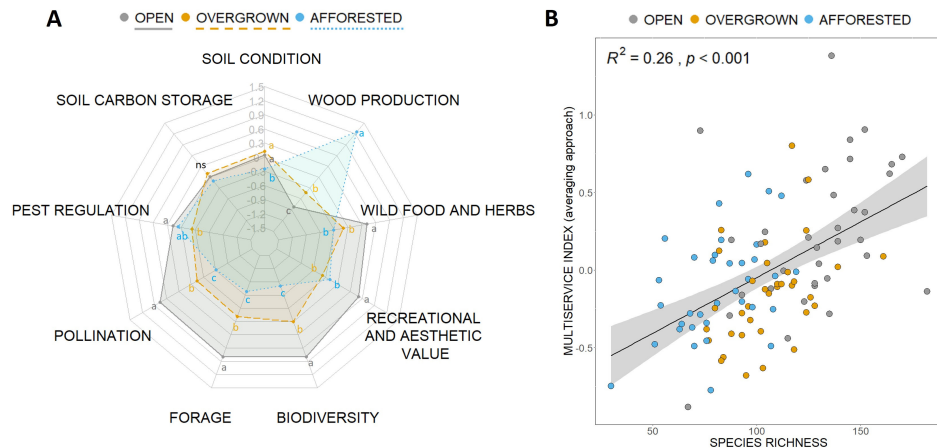 A
OPEN OVERGROWN AFFORESTED
SOIL CONDITION
SOIL CARBON STORAGE
WOOD PRODUCTION
PEST REGULATION
WILD FOOD AND HERBS
POLLINATION
RECREATIONAL
AND AESTHETIC
VALUE
FORAGE
BIODIVERSITY
1.5
1.2
0.9
0.6
0.3
-0.3
-0.6
-0.9
-1.2
-1.5
a
a
b
a
b
c
a
b
b
a
b
b
a
b
c
a
b
c
a
b
c
a
b
ab
ns
B
OPEN OVERGROWN AFFORESTED
R² = 0.26 , p < 0.001
MULTISERVICE INDEX (averaging approach)
1.0
0.5
0.0
-0.5
50 100 150
SPECIES RICHNESS